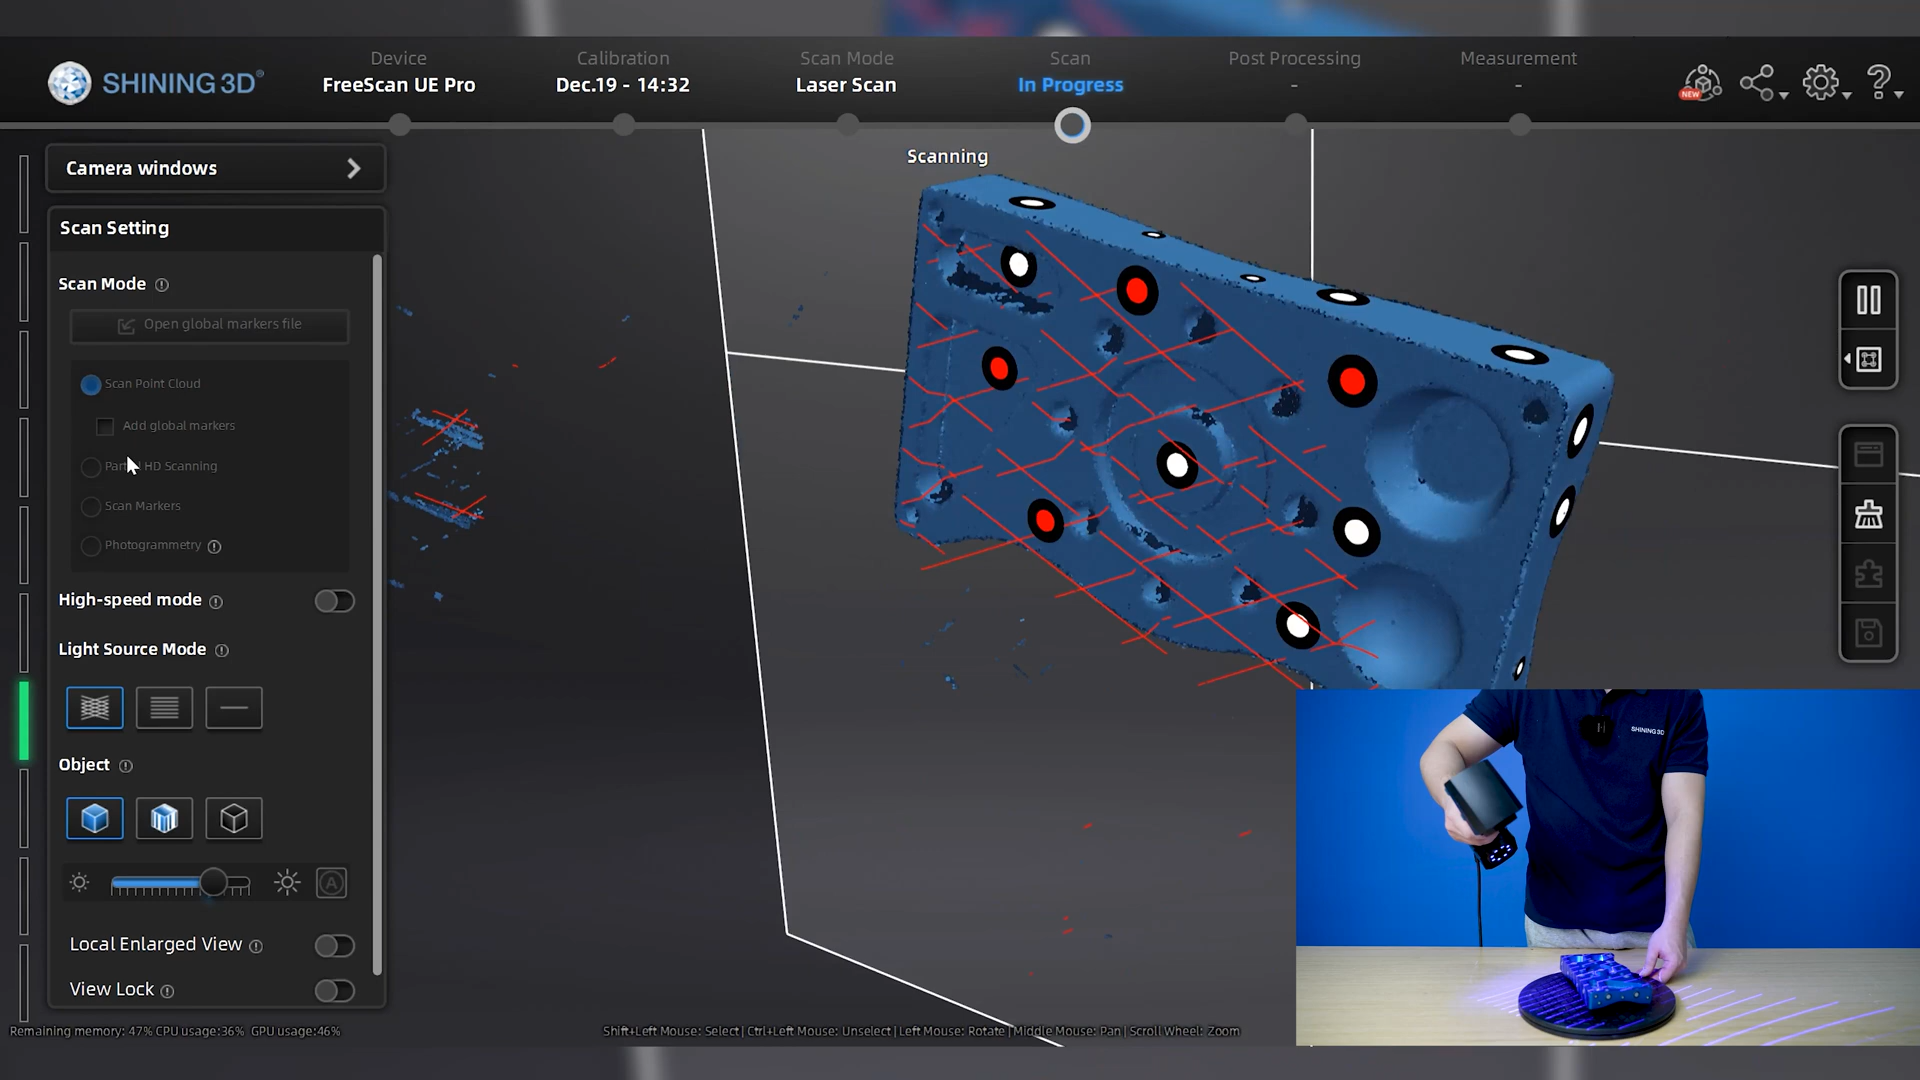 SHINING 3D®
Device
FreeScan UE Pro
Calibration
Dec.19 - 14:32
Scan Mode
Laser Scan
Scan
In Progress
Post Processing
-
Measurement
-
NEW
Camera windows
Scanning
Scan Setting
Scan Mode
Open global markers file
Scan Point Cloud
Add global markers
HD Scanning
Scan Markers
Photogrammetry
High-speed mode
Light Source Mode
Object
A
Local Enlarged View
View Lock
SHINING 3D
Remaining memory: 47% CPU usage:36% GPU usage:46%
Shift+Left Mouse: Select | Ctrl+Left Mouse: Unselect | Left Mouse: Rotate | Middle Mouse: Pan | Scroll Wheel: Zoom